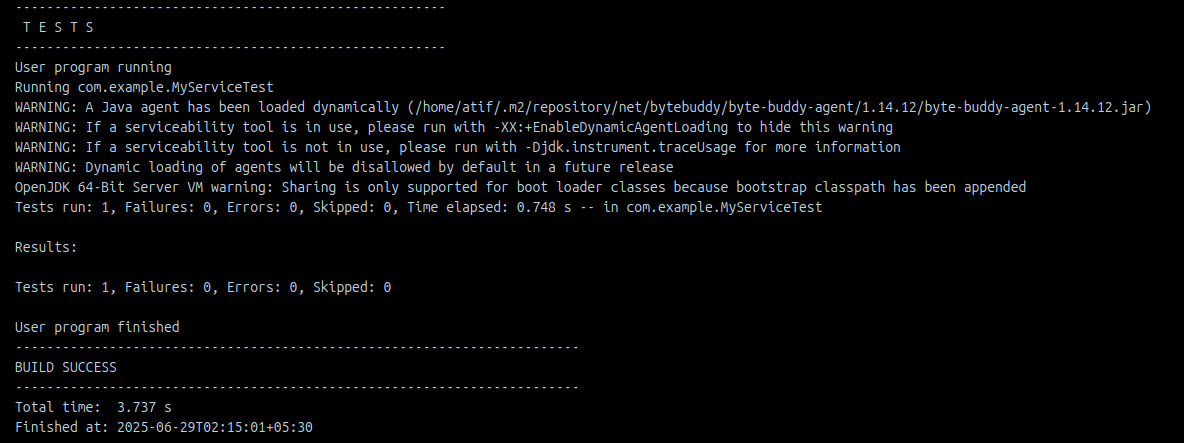 -------------------------------------------------------
 T E S T S
-------------------------------------------------------
User program running
Running com.example.MyServiceTest
WARNING: A Java agent has been loaded dynamically (/home/atif/.m2/repository/net/bytebuddy/byte-buddy-agent/1.14.12/byte-buddy-agent-1.14.12.jar)
WARNING: If a serviceability tool is in use, please run with -XX:+EnableDynamicAgentLoading to hide this warning
WARNING: If a serviceability tool is not in use, please run with -Djdk.instrument.traceUsage for more information
WARNING: Dynamic loading of agents will be disallowed by default in a future release
OpenJDK 64-Bit Server VM warning: Sharing is only supported for boot loader classes because bootstrap classpath has been appended
Tests run: 1, Failures: 0, Errors: 0, Skipped: 0, Time elapsed: 0.748 s -- in com.example.MyServiceTest

Results:

Tests run: 1, Failures: 0, Errors: 0, Skipped: 0

User program finished
------------------------------------------------------------------------
BUILD SUCCESS
------------------------------------------------------------------------
Total time:  3.737 s
Finished at: 2025-06-29T02:15:01+05:30